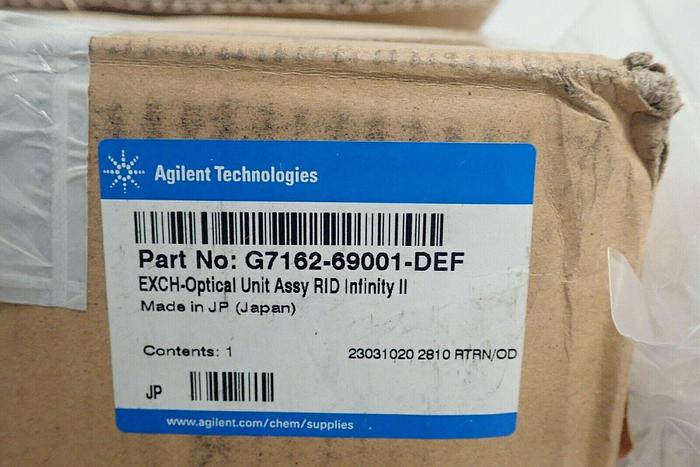 Agilent Technologies
Part No: G7162-69001-DEF
EXCH-Optical Unit Assy RID Infinity II
Made in JP (Japan)
Contents: 1 23031020 2810 RTRN/OD
JP
www.agilent.com/chem/supplies